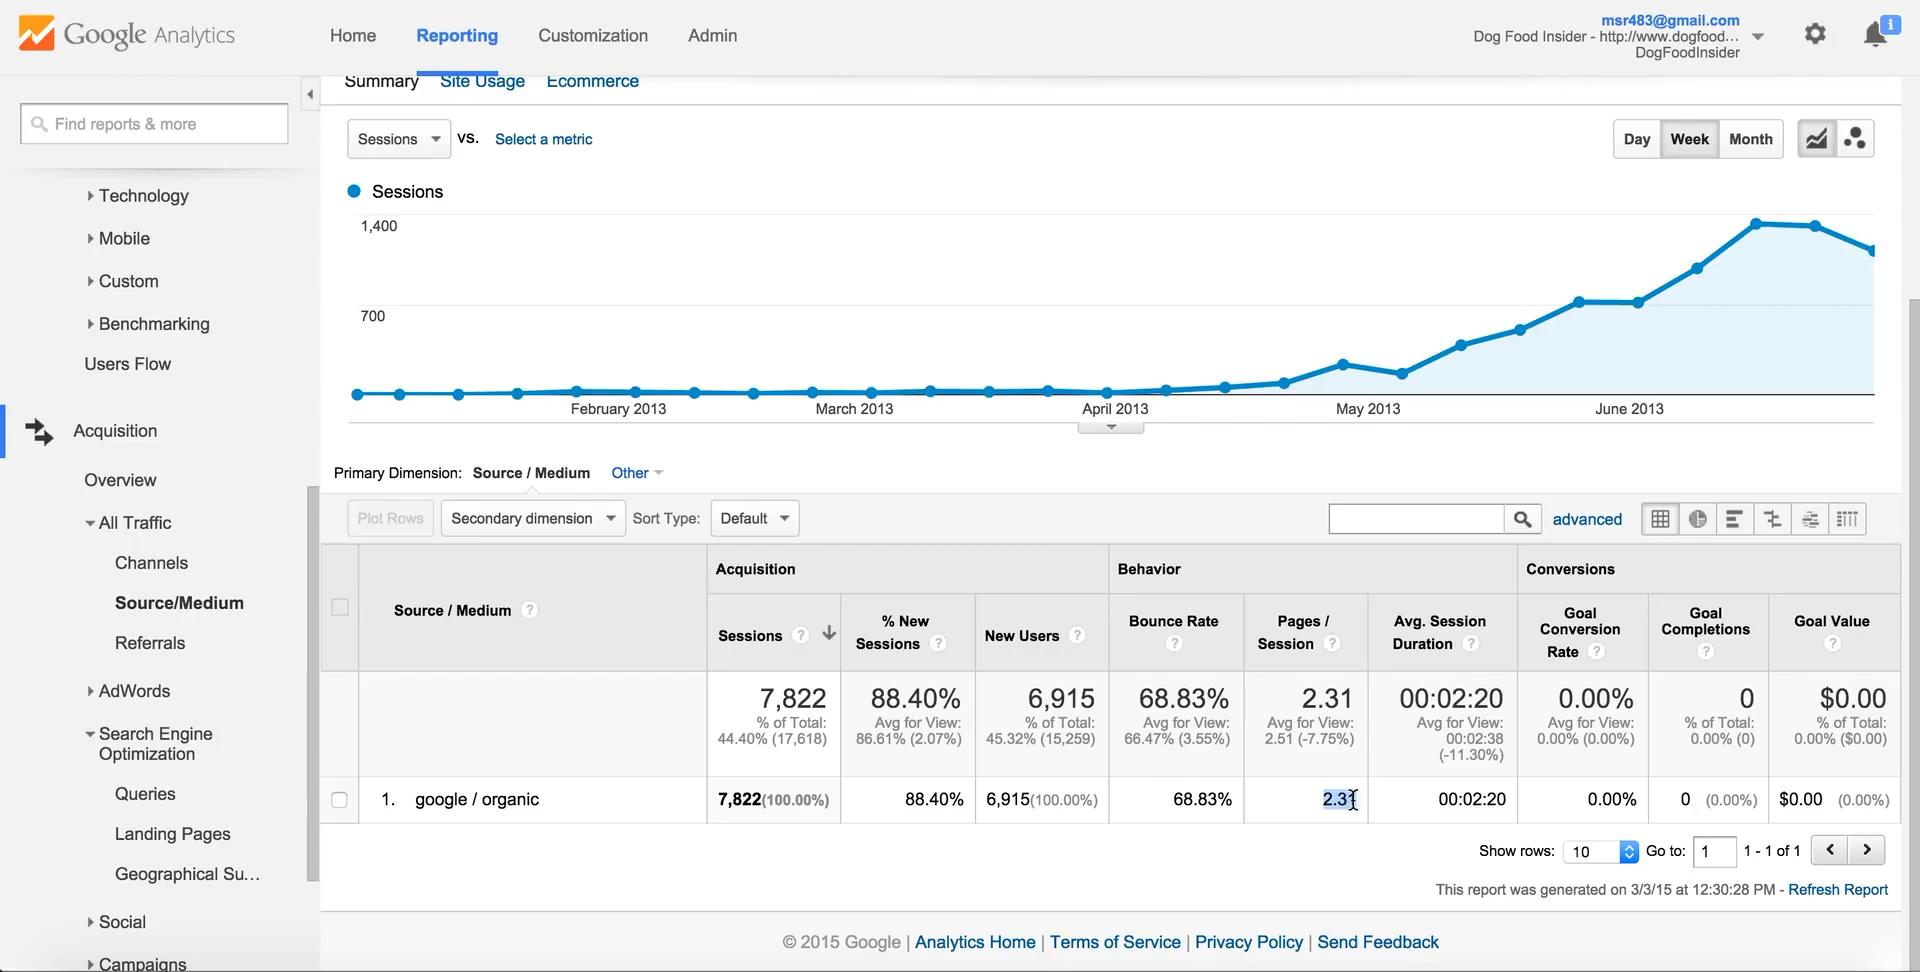 Google Analytics
Home
Reporting
Customization
Admin
msr483@gmail.com
Dog Food Insider - http://www.dogfood...
DogFoodInsider
i
Find reports & more
Technology
Mobile
Custom
Benchmarking
Users Flow
Acquisition
Overview
All Traffic
Channels
Source/Medium
Referrals
AdWords
Search Engine
Optimization
Queries
Landing Pages
Geographical Su...
Social
Campaigns
Summary Site Usage Ecommerce
Sessions vs. Select a metric
Day Week Month
Sessions
1,400
700
February 2013 March 2013 April 2013 May 2013 June 2013
Primary Dimension: Source / Medium Other
Plot Rows Secondary dimension Sort Type: Default
advanced
Source / Medium ?
Acquisition Behavior Conversions
Sessions ?
% New
Sessions ?
New Users ?
Bounce Rate
?
Pages /
Session ?
Avg. Session
Duration ?
Goal
Conversion
Rate ?
Goal
Completions
?
Goal Value
?
7,822
% of Total:
44.40% (17,618)
88.40%
Avg for View:
86.61% (2.07%)
6,915
% of Total:
45.32% (15,259)
68.83%
Avg for View:
66.47% (3.55%)
2.31
Avg for View:
2.51 (-7.75%)
00:02:20
Avg for View:
00:02:38
(-11.30%)
0.00%
Avg for View:
0.00% (0.00%)
0
% of Total:
0.00% (0)
$0.00
% of Total:
0.00% ($0.00)
1. google / organic 7,822(100.00%) 88.40% 6,915(100.00%) 68.83% 2.31 00:02:20 0.00% 0 (0.00%) $0.00 (0.00%)
Show rows: 10 Go to: 1 1 - 1 of 1
This report was generated on 3/3/15 at 12:30:28 PM - Refresh Report
© 2015 Google | Analytics Home | Terms of Service | Privacy Policy | Send Feedback